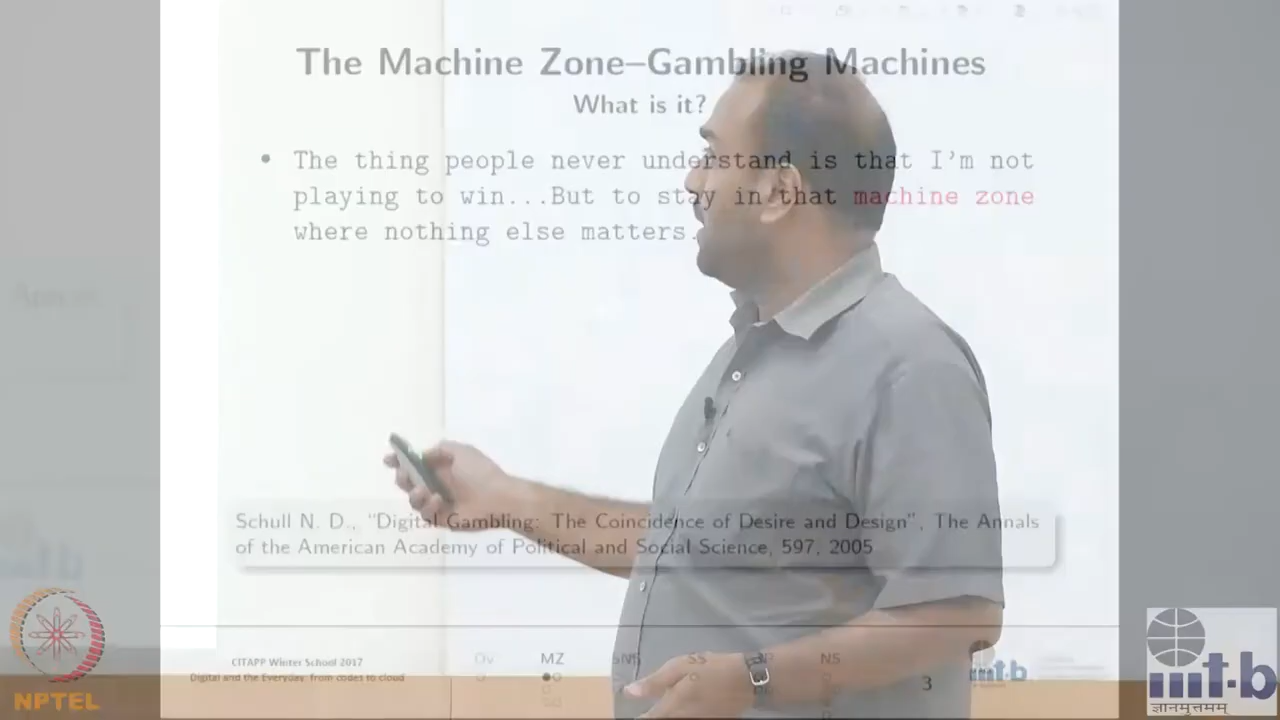 The Machine Zone–Gambling Machines
What is it?
• The thing people never understand is that I'm not
playing to win...But to stay in that machine zone
where nothing else matters.
Schull N. D., "Digital Gambling: The Coincidence of Desire and Design", The Annals
of the American Academy of Political and Social Science, 597, 2005
CITAPP Winter School 2017
Digital and the Everyday: From codes to cloud
Ov MZ SNS SS NS
3
NPTEL
iiit-b
ज्ञानमुत्तमम्